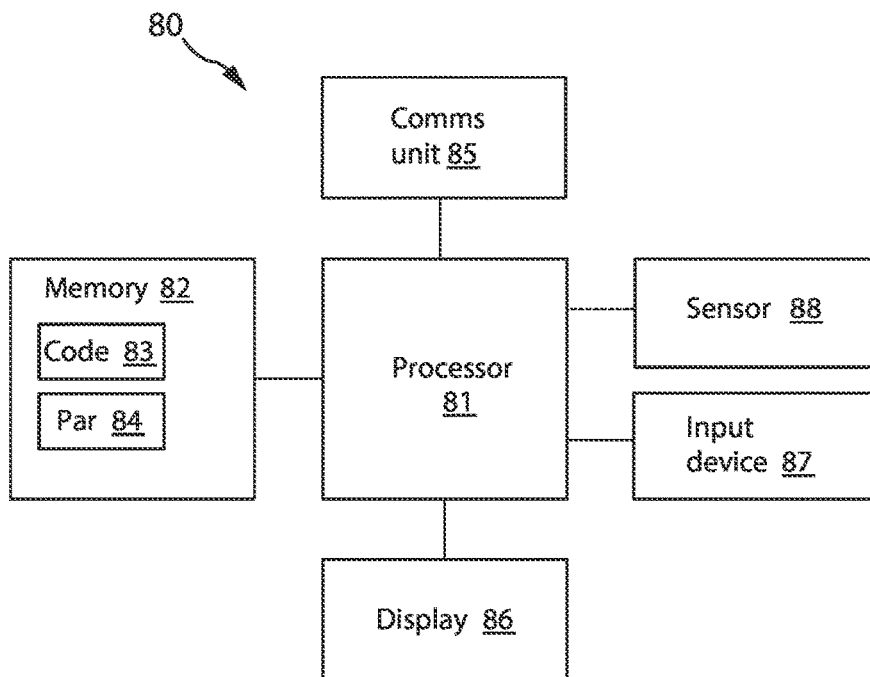 80
Comms
unit 85
Memory 82
Code 83
Par 84
Processor
81
Sensor 88
Input
device 87
Display 86